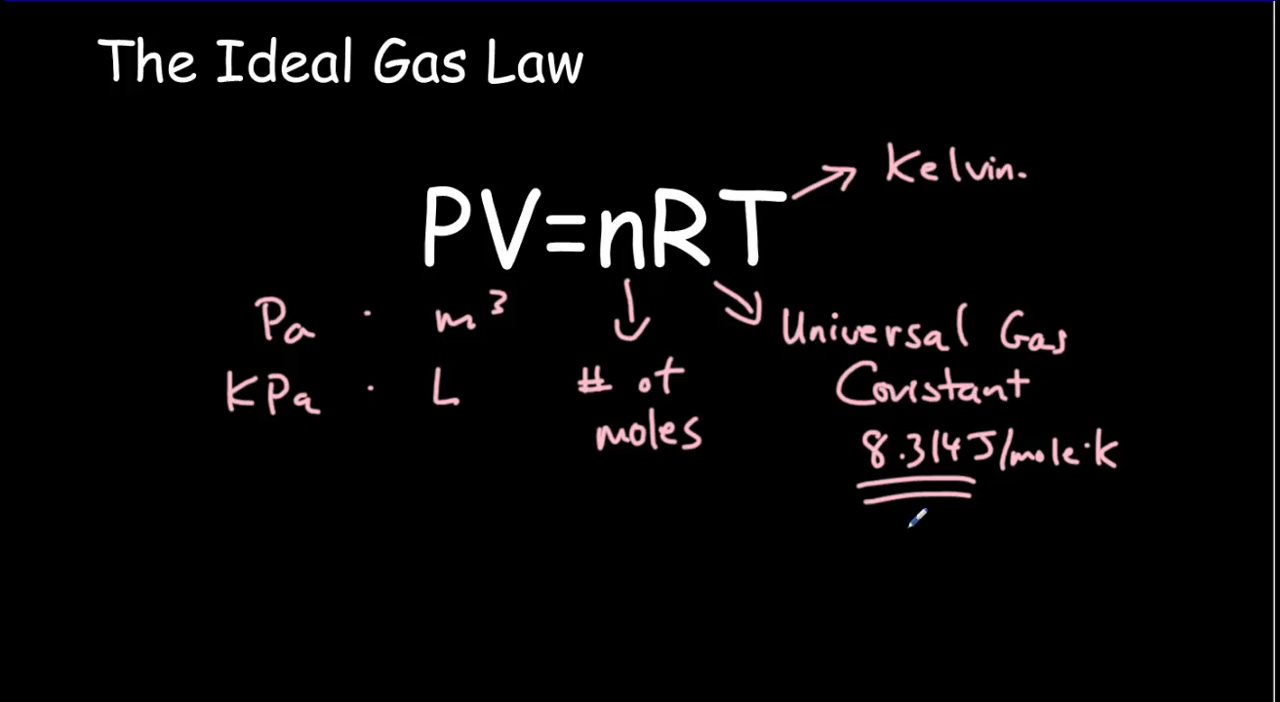 The Ideal Gas Law
Kelvin.
PV=nRT
Pa · m³
Universal Gas
KPa · L
# of
Constant
moles
8.314J/mole·K